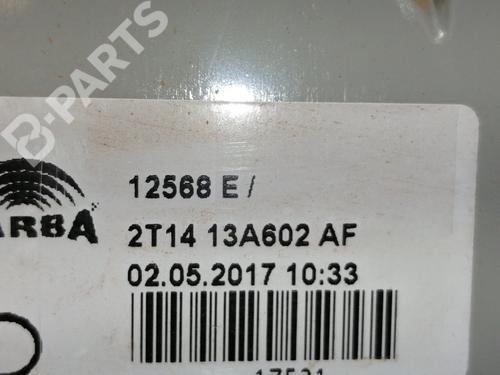 B-PARTS
ARBA
12568 E /
2T14 13A602 AF
02.05.2017 10:33